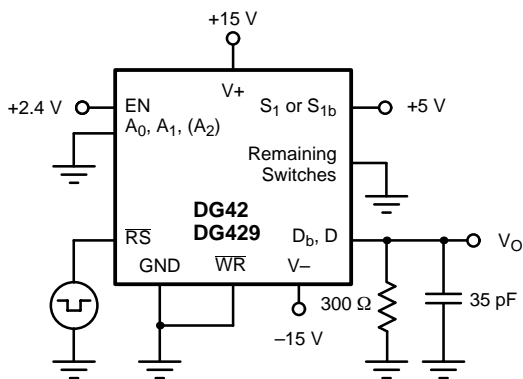 +15 V
V+
+2.4 V
EN
S1 or S1b
+5 V
A0, A1, (A2)
Remaining
Switches
DG42
DG429
RS
Db, D
VO
GND
WR
V–
300 Ω
35 pF
–15 V